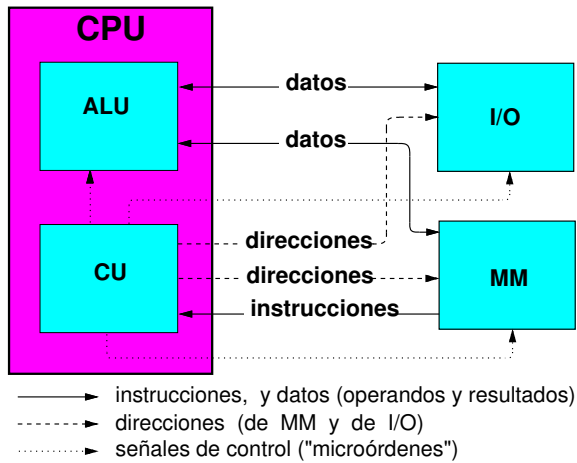 CPU
ALU
datos
I/O
datos
CU
direcciones
direcciones
instrucciones
MM
instrucciones, y datos (operandos y resultados)
direcciones (de MM y de I/O)
señales de control ("microórdenes")